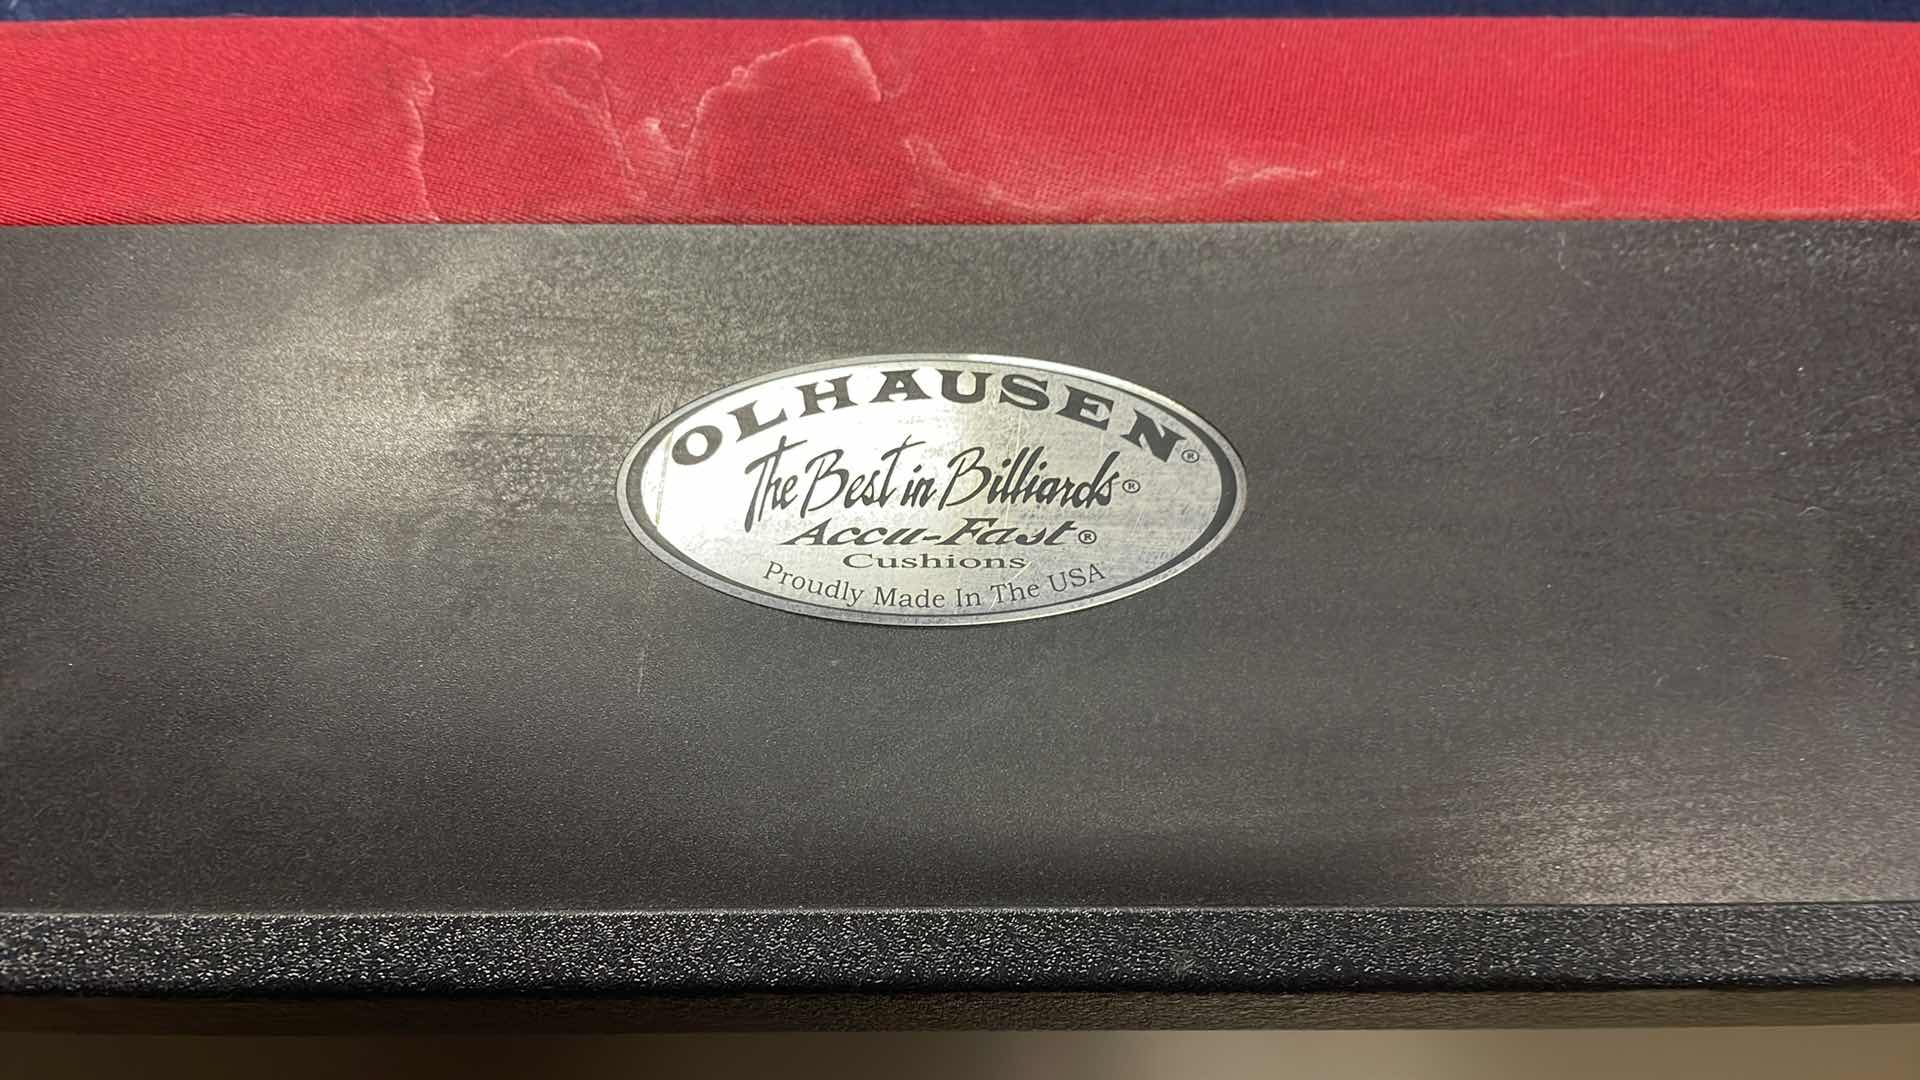 OLHAUSEN®
The Best in Billiards®
Accu-Fast®
Cushions
Proudly Made In The USA